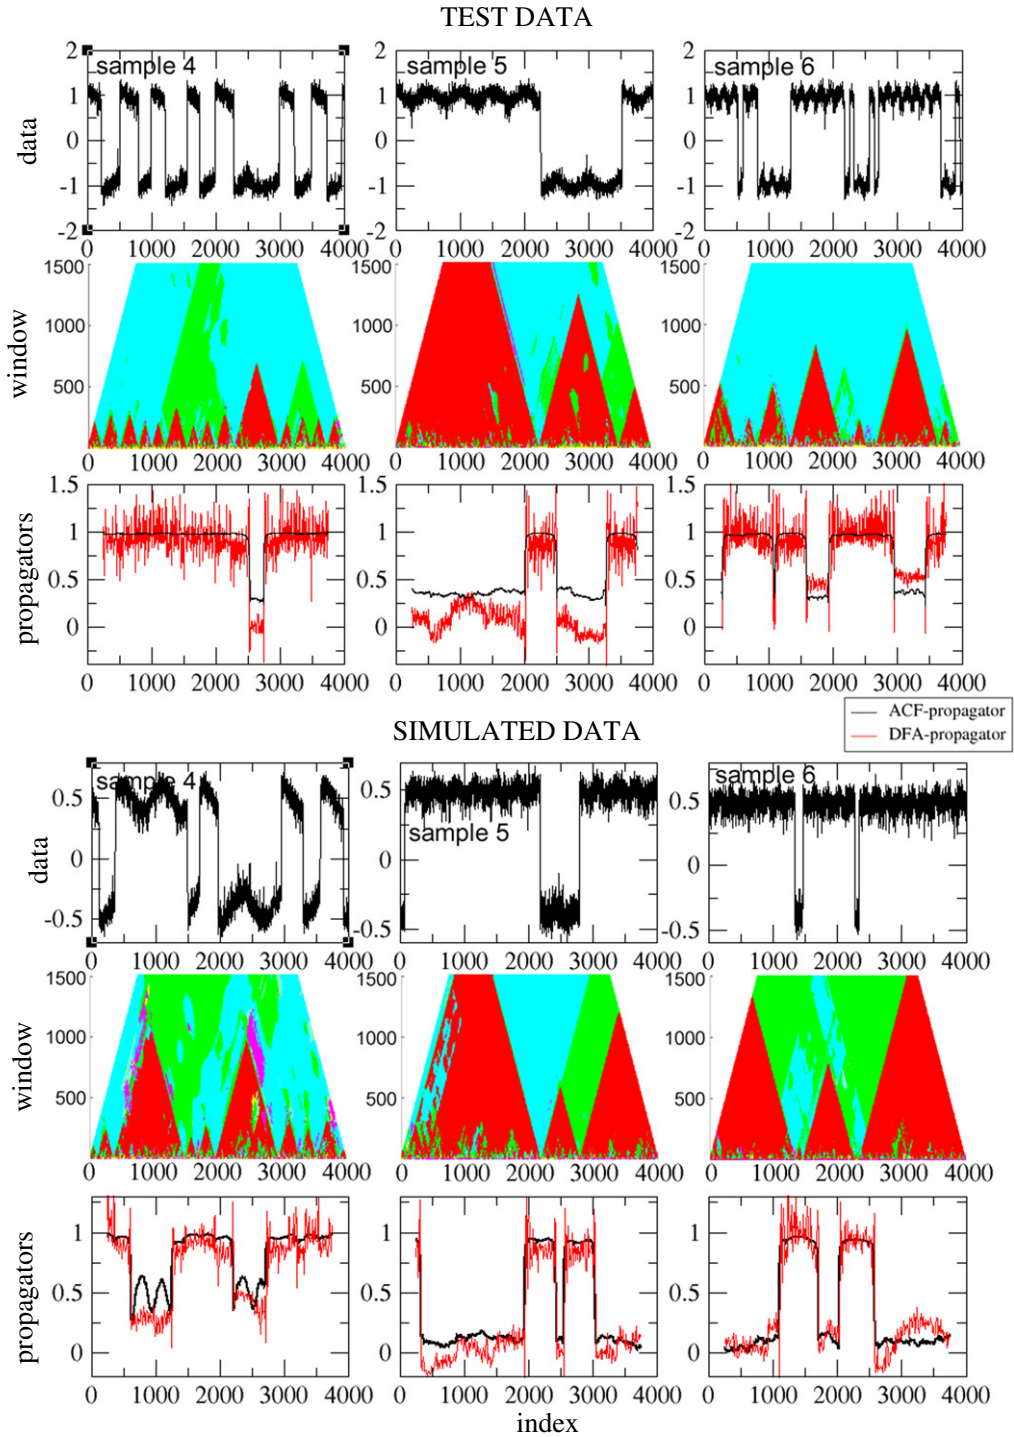 TEST DATA
data
2
1
0
-1
-2
sample 4
sample 5
sample 6
0 1000 2000 3000 4000 0 1000 2000 3000 4000 0 1000 2000 3000 4000
window
1500 1500 1500
1000 1000 1000
500 500 500
0 1000 2000 3000 4000 0 1000 2000 3000 4000 0 1000 2000 3000 4000
propagators
1.5 1.5 1.5
1 1 1
0.5 0.5 0.5
0 0 0
0 1000 2000 3000 4000 0 1000 2000 3000 4000 0 1000 2000 3000 4000
ACF-propagator
DFA-propagator
SIMULATED DATA
data
sample 4
sample 5
sample 6
0.5 0.5 0.5
0 0 0
-0.5 -0.5 -0.5
0 1000 2000 3000 4000 0 1000 2000 3000 4000 0 1000 2000 3000 4000
window
1500 1500 1500
1000 1000 1000
500 500 500
0 1000 2000 3000 4000 0 1000 2000 3000 4000 0 1000 2000 3000 4000
propagators
1 1 1
0.5 0.5 0.5
0 0 0
0 1000 2000 3000 4000 0 1000 2000 3000 4000 0 1000 2000 3000 4000
index